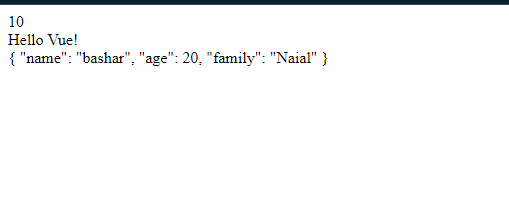 10
Hello Vue!
{ "name": "bashar", "age": 20, "family": "Naial" }